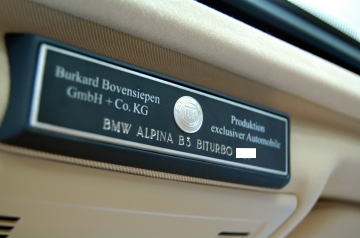 Burkard Bovensiepen
GmbH + Co. KG
Produktion
exclusiver Automobile
BMW ALPINA B3 BITURBO